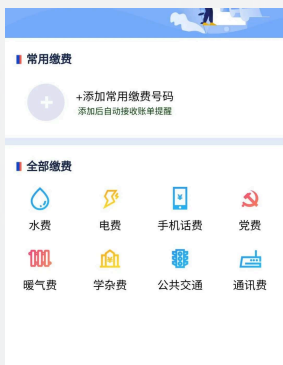 常用缴费
+添加常用缴费号码
添加后自动接收账单提醒
全部缴费
水费 电费 手机话费 党费
暖气费 学杂费 公共交通 通讯费